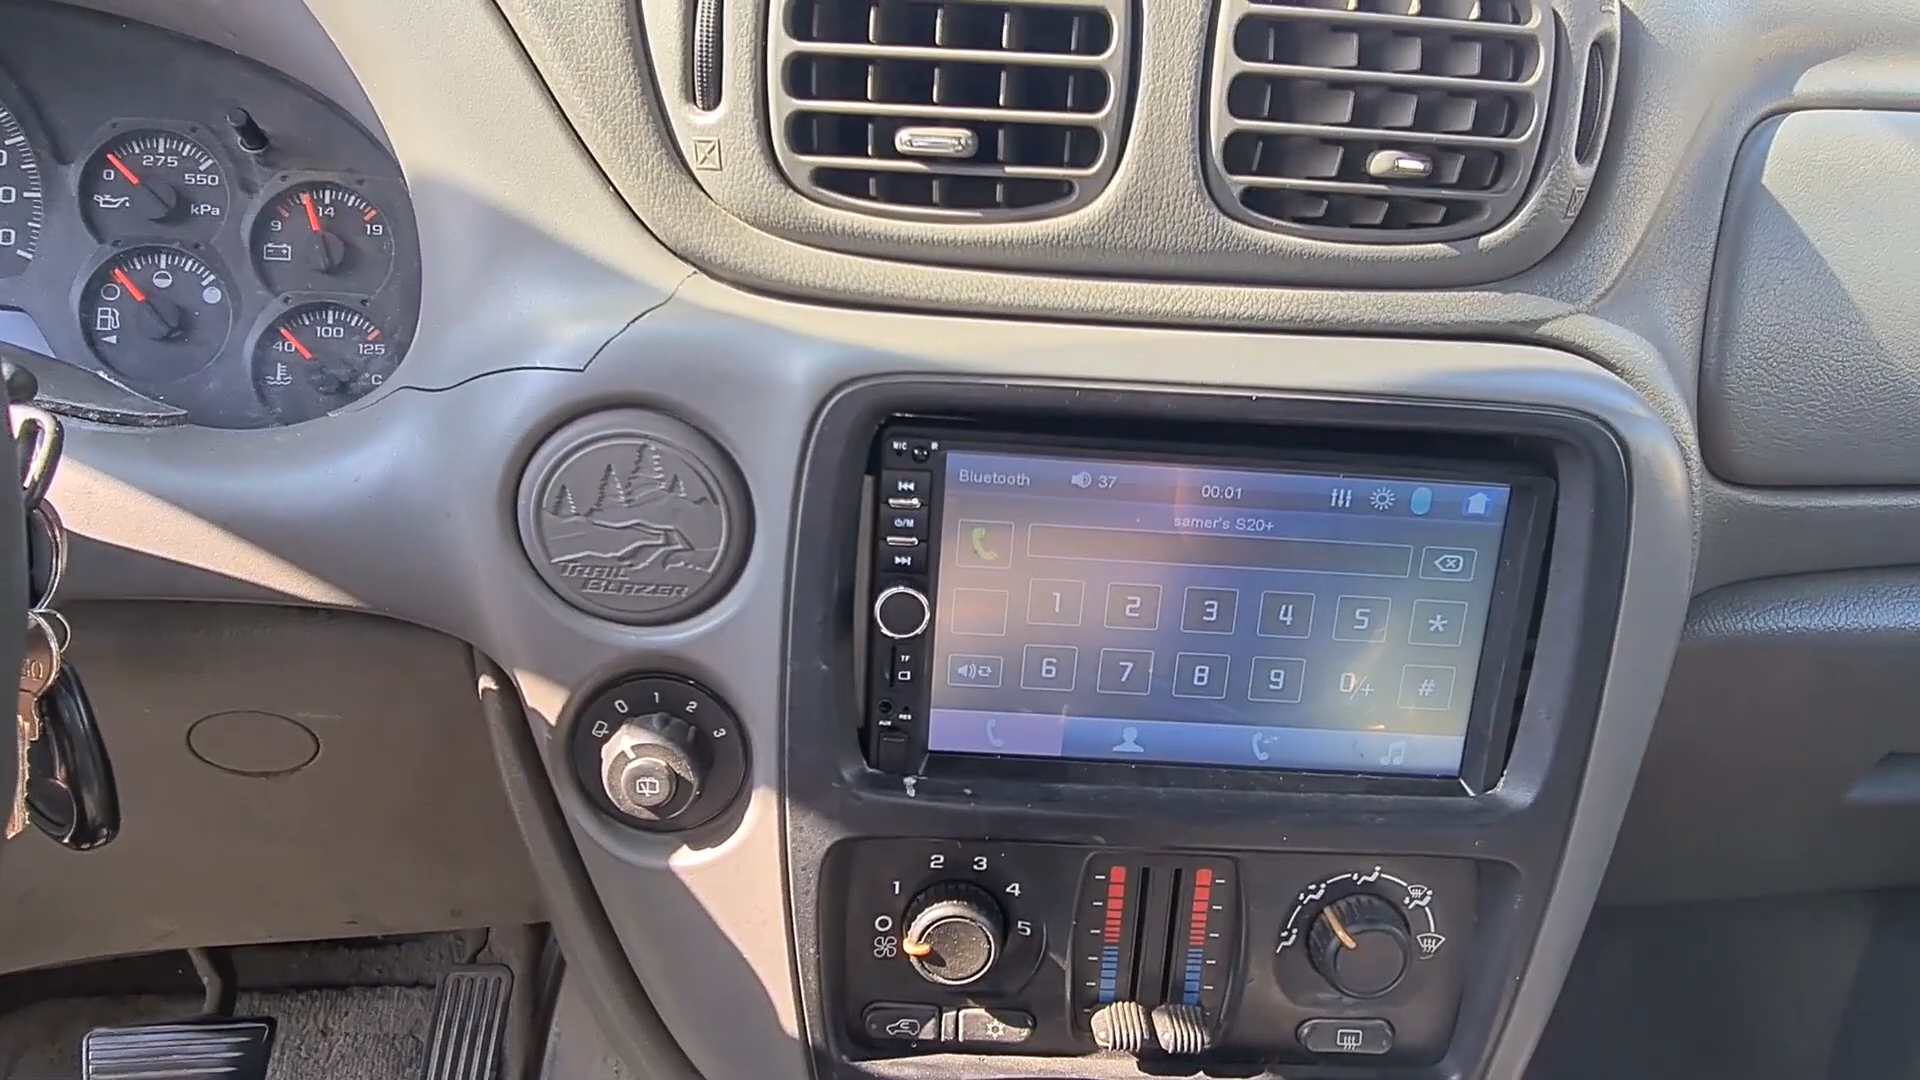 0
275
550
kPa
9
14
19
40
100
125
°C
TRAIL
BLAZER
0
1
2
3
MIC
IR
Bluetooth
37
00:01
samer's S20+
⏻/M
1
2
3
4
5
*
TF
6
7
8
9
0/+
#
AUX
RES
1
2
3
4
5
O